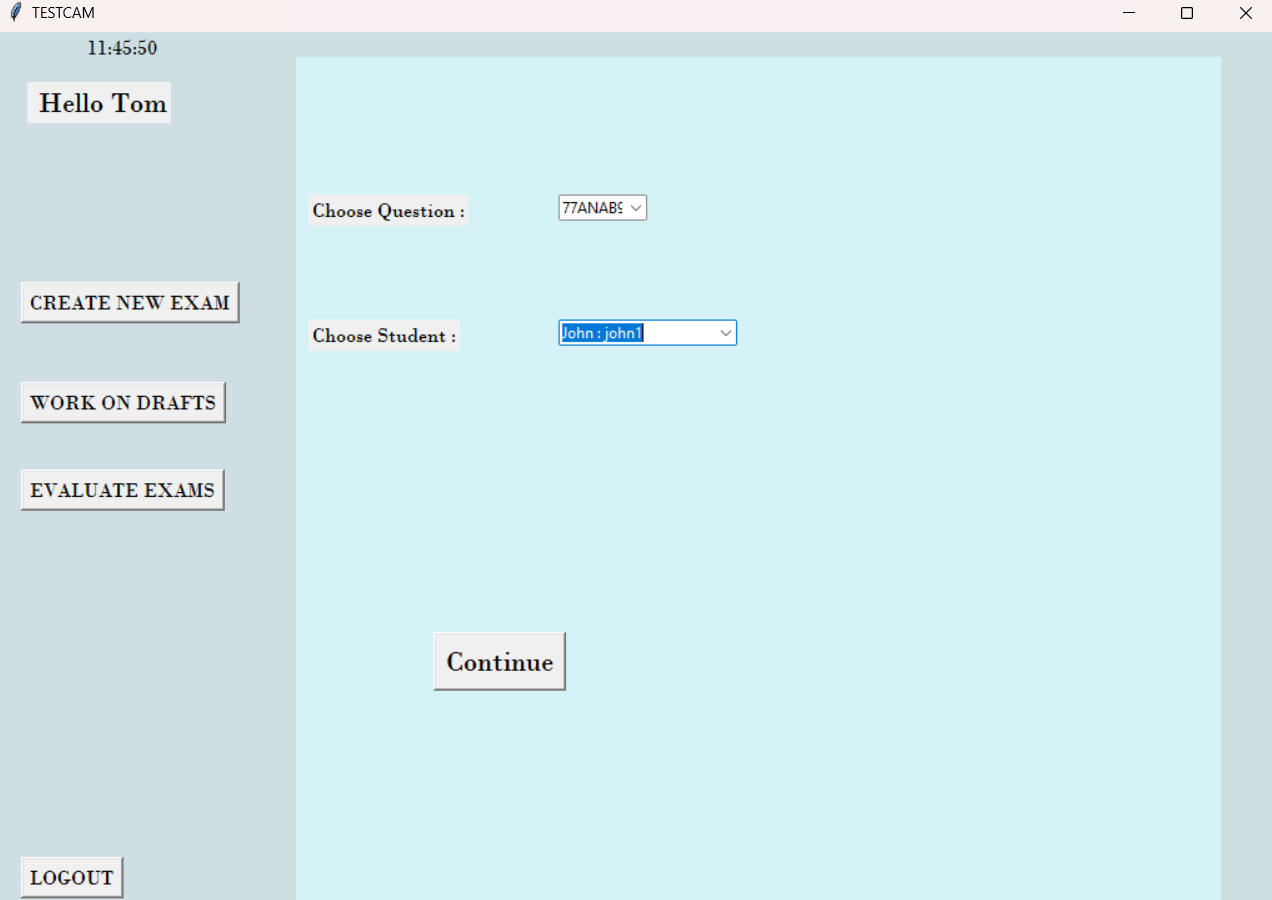 TESTCAM
11:45:50
Hello Tom
Choose Question :
77ANAB9
CREATE NEW EXAM
Choose Student :
John : john1
WORK ON DRAFTS
EVALUATE EXAMS
Continue
LOGOUT